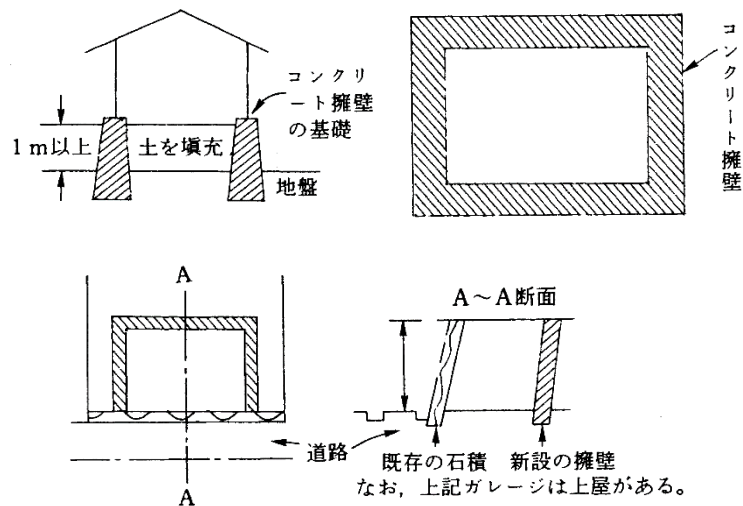 コンクリ
ート擁壁
の基礎
1m以上
土を塡充
地盤
コンクリート擁壁
A
A
A〜A断面
道路
既存の石積
新設の擁壁
なお，上記ガレージは上屋がある。